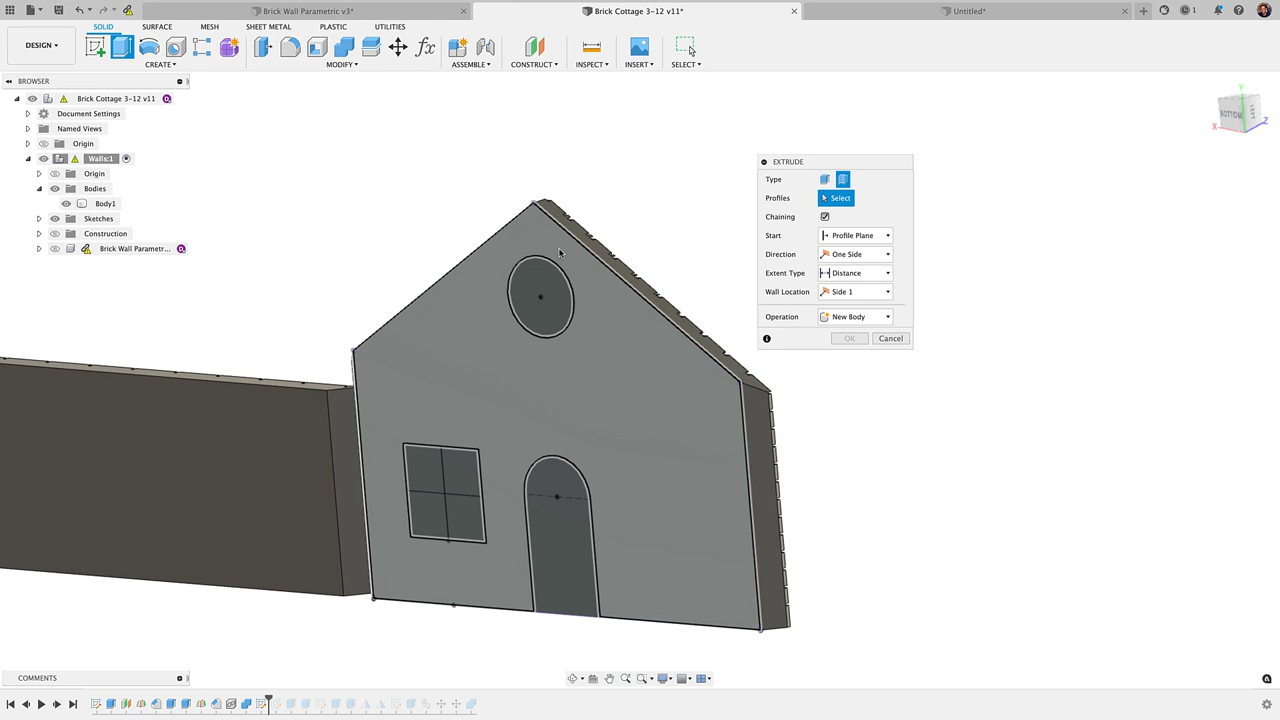 Brick Wall Parametric v3*
Brick Cottage 3-12 v11*
Untitled*
1
DESIGN
SOLID
SURFACE
MESH
SHEET METAL
PLASTIC
UTILITIES
CREATE
MODIFY
ASSEMBLE
CONSTRUCT
INSPECT
INSERT
SELECT
BROWSER
Brick Cottage 3-12 v11
Document Settings
Named Views
Origin
Walls:1
Origin
Bodies
Body1
Sketches
Construction
Brick Wall Parametr...
EXTRUDE
Type
Profiles
Select
Chaining
Start
Profile Plane
Direction
One Side
Extent Type
Distance
Wall Location
Side 1
Operation
New Body
OK
Cancel
Y
BOTTOM
LEFT
X
Z
COMMENTS